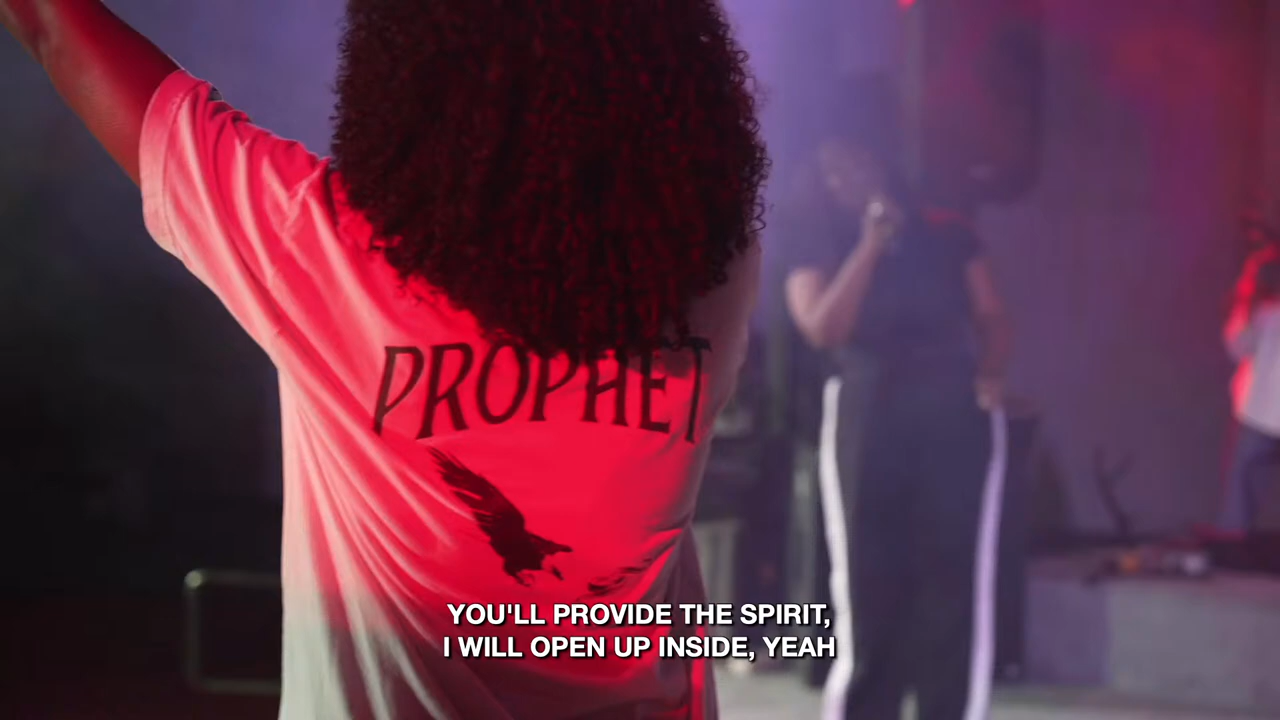 PROPHET
YOU'LL PROVIDE THE SPIRIT,
I WILL OPEN UP INSIDE, YEAH